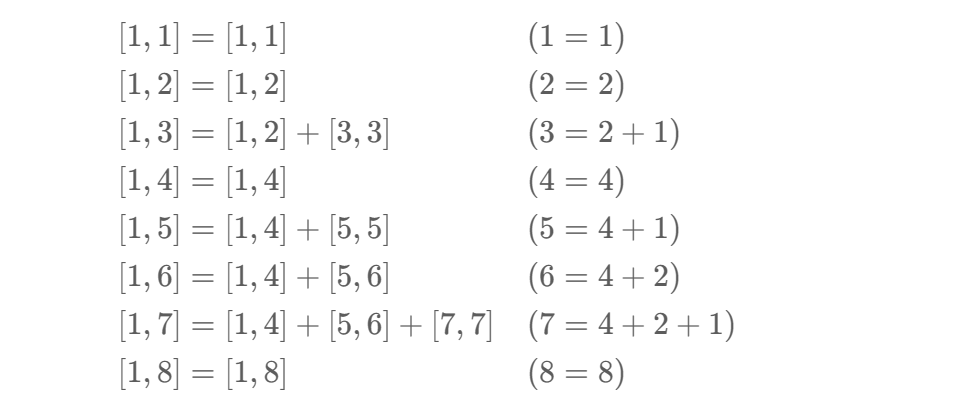 [1, 1] = [1, 1] (1 = 1)
[1, 2] = [1, 2] (2 = 2)
[1, 3] = [1, 2] + [3, 3] (3 = 2 + 1)
[1, 4] = [1, 4] (4 = 4)
[1, 5] = [1, 4] + [5, 5] (5 = 4 + 1)
[1, 6] = [1, 4] + [5, 6] (6 = 4 + 2)
[1, 7] = [1, 4] + [5, 6] + [7, 7] (7 = 4 + 2 + 1)
[1, 8] = [1, 8] (8 = 8)